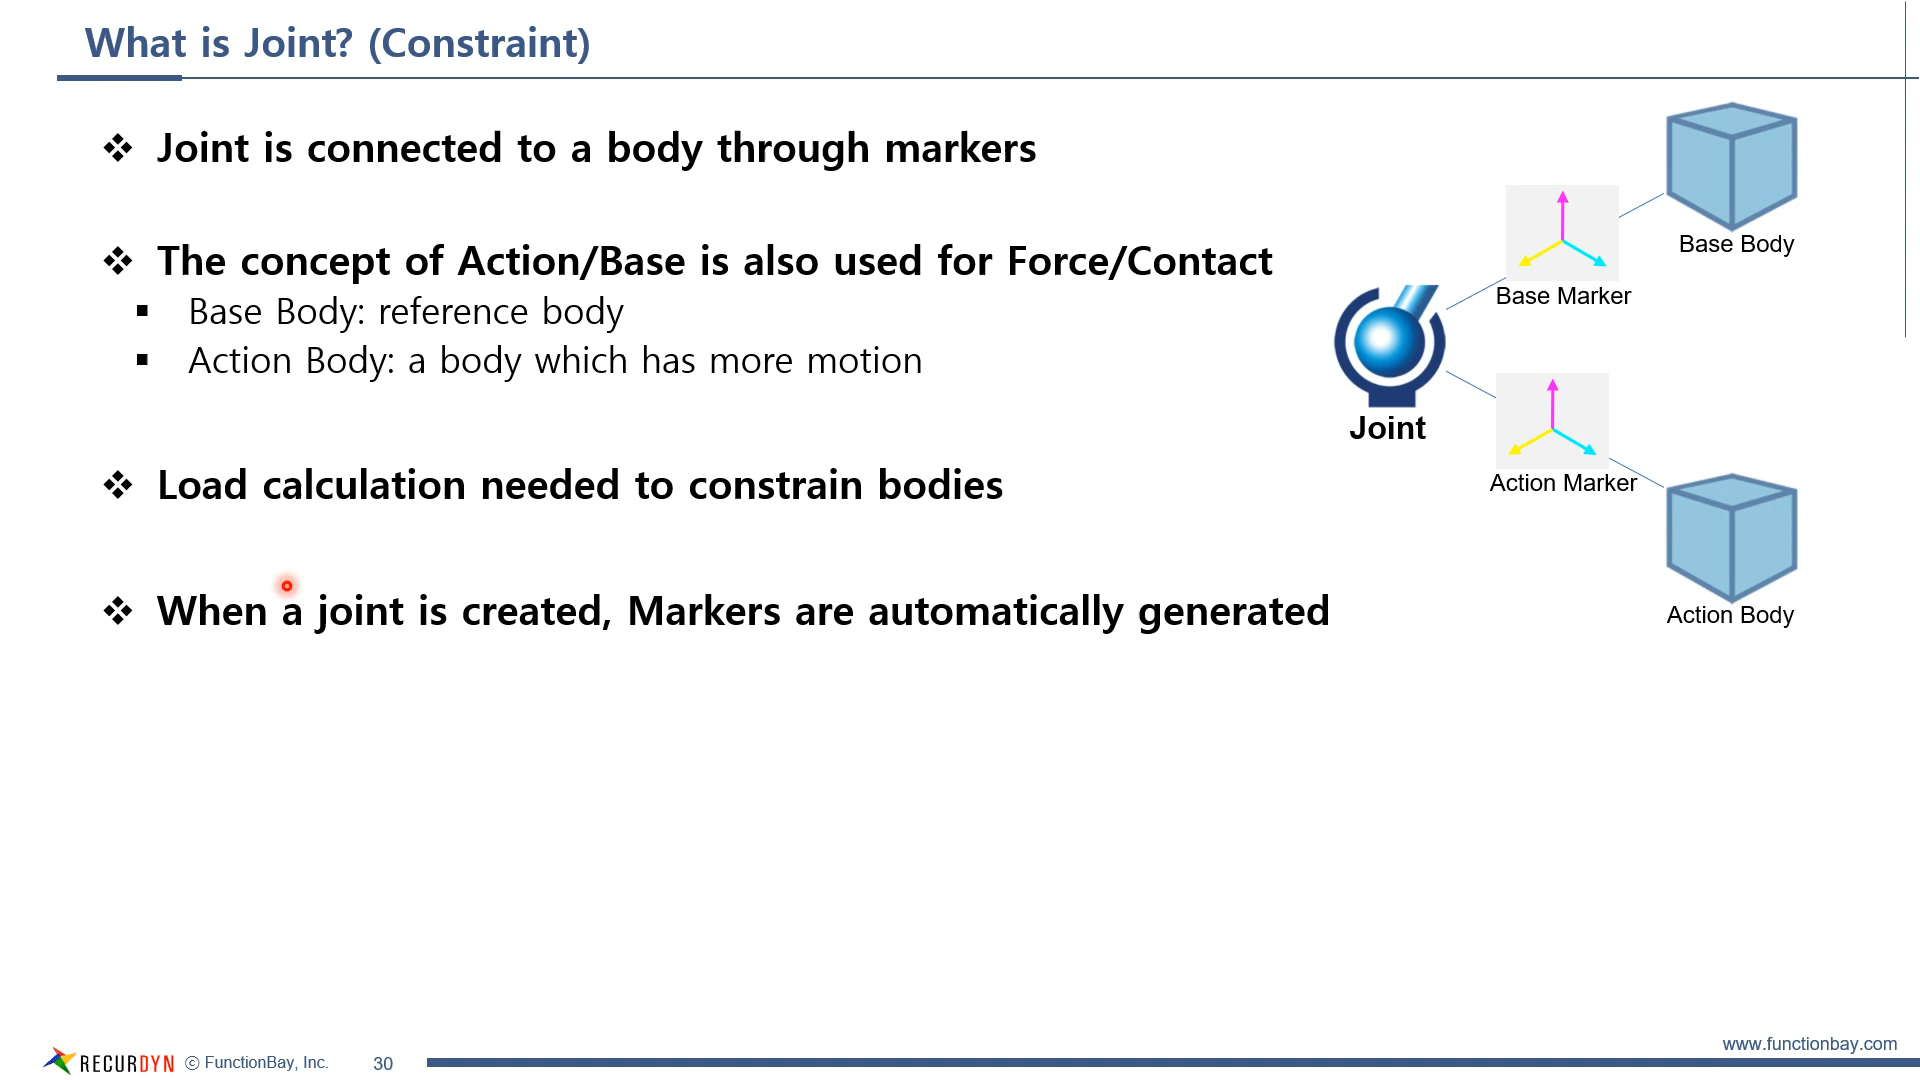 What is Joint? (Constraint)
Joint is connected to a body through markers
The concept of Action/Base is also used for Force/Contact
Base Body: reference body
Action Body: a body which has more motion
Load calculation needed to constrain bodies
When a joint is created, Markers are automatically generated
Base Body
Base Marker
Joint
Action Marker
Action Body
www.functionbay.com
RECURDYN © FunctionBay, Inc. 30